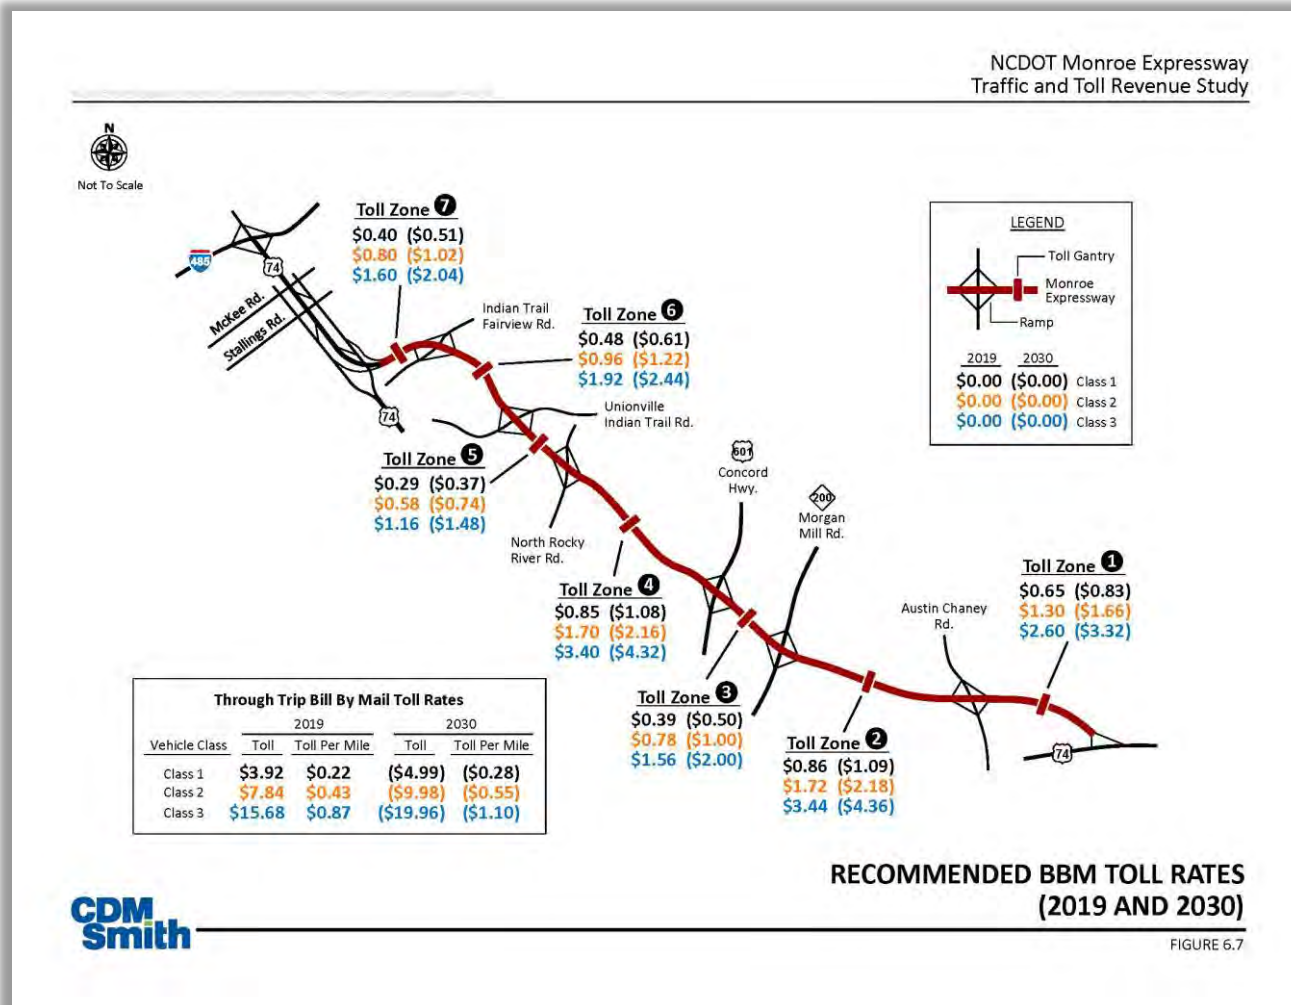 NCDOT Monroe Expressway
Traffic and Toll Revenue Study
N
Not To Scale
Toll Zone 7
$0.40 ($0.51)
$0.80 ($1.02)
$1.60 ($2.04)
485
74
McKee Rd.
Stallings Rd.
74
Indian Trail
Fairview Rd.
Toll Zone 6
$0.48 ($0.61)
$0.96 ($1.22)
$1.92 ($2.44)
Unionville
Indian Trail Rd.
Toll Zone 5
$0.29 ($0.37)
$0.58 ($0.74)
$1.16 ($1.48)
North Rocky
River Rd.
Toll Zone 4
$0.85 ($1.08)
$1.70 ($2.16)
$3.40 ($4.32)
601
Concord
Hwy.
200
Morgan
Mill Rd.
Toll Zone 3
$0.39 ($0.50)
$0.78 ($1.00)
$1.56 ($2.00)
Toll Zone 2
$0.86 ($1.09)
$1.72 ($2.18)
$3.44 ($4.36)
Austin Chaney
Rd.
Toll Zone 1
$0.65 ($0.83)
$1.30 ($1.66)
$2.60 ($3.32)
74
LEGEND
Toll Gantry
Monroe
Expressway
Ramp
2019 2030
$0.00 ($0.00) Class 1
$0.00 ($0.00) Class 2
$0.00 ($0.00) Class 3
Through Trip Bill By Mail Toll Rates
2019 2030
Vehicle Class Toll Toll Per Mile Toll Toll Per Mile
Class 1 $3.92 $0.22 ($4.99) ($0.28)
Class 2 $7.84 $0.43 ($9.98) ($0.55)
Class 3 $15.68 $0.87 ($19.96) ($1.10)
RECOMMENDED BBM TOLL RATES
(2019 AND 2030)
CDM
Smith
FIGURE 6.7